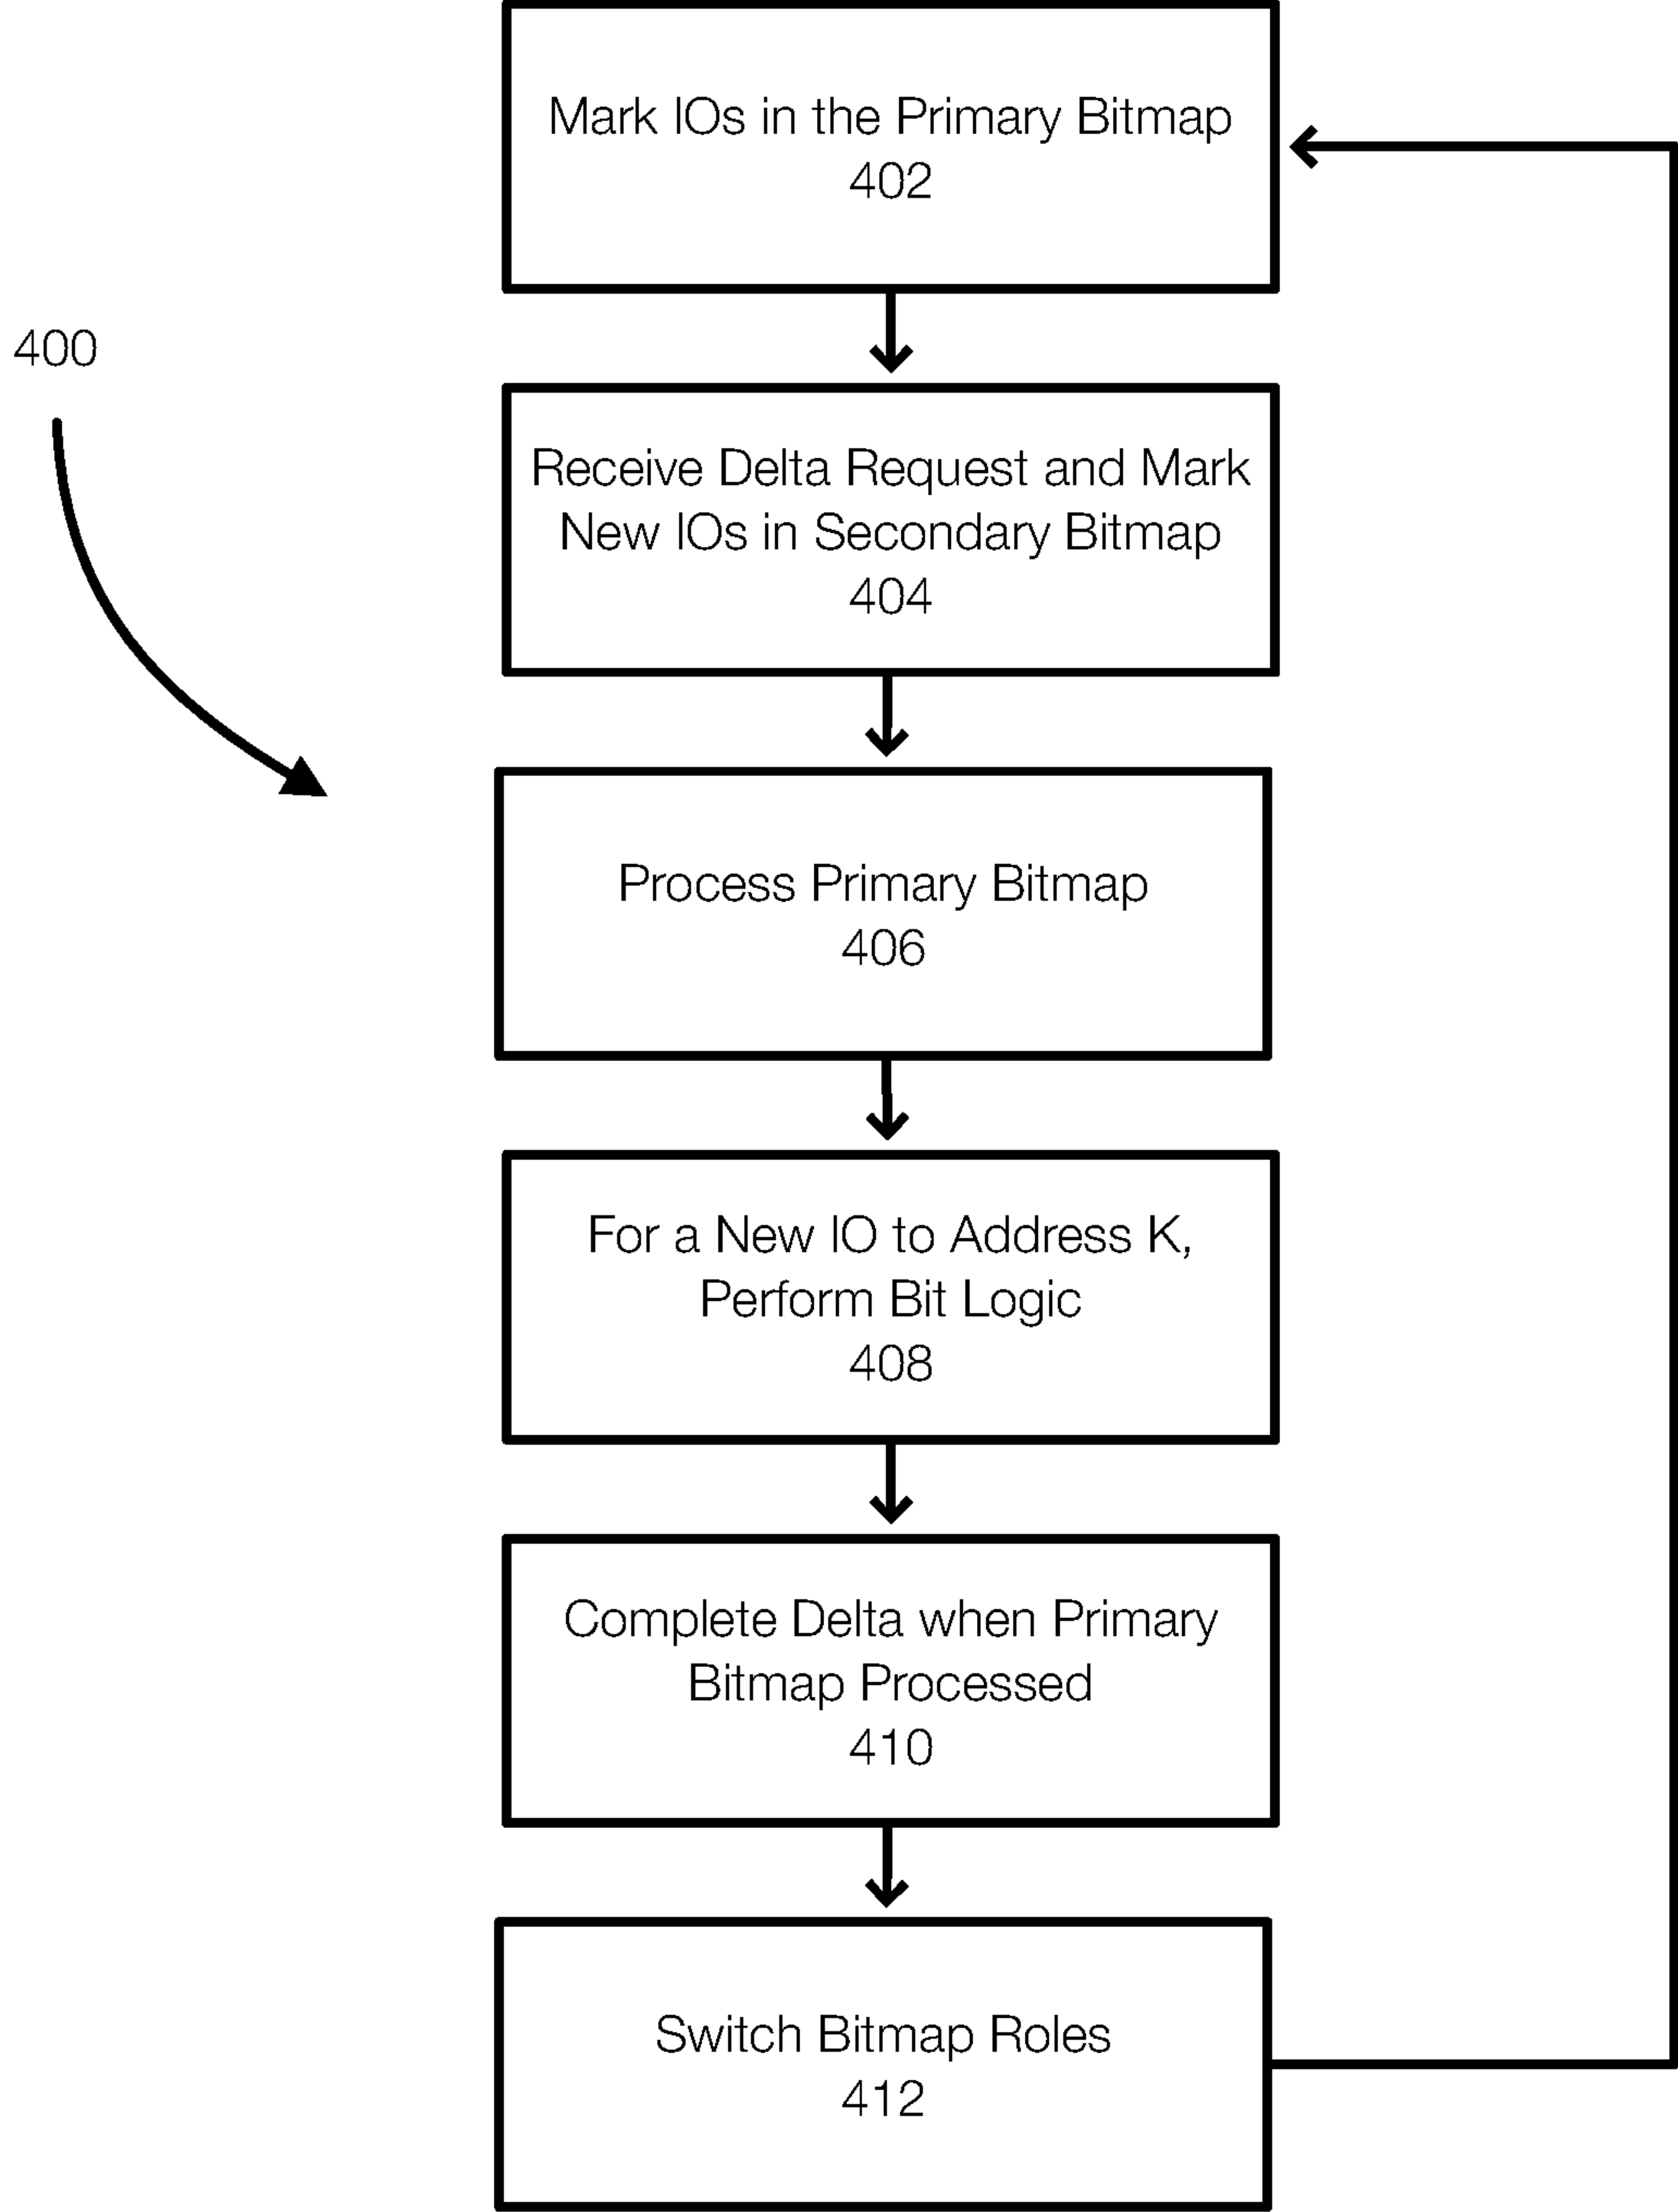 Mark IOs in the Primary Bitmap
402
400
Receive Delta Request and Mark
New IOs in Secondary Bitmap
404
Process Primary Bitmap
406
For a New IO to Address K,
Perform Bit Logic
408
Complete Delta when Primary
Bitmap Processed
410
Switch Bitmap Roles
412